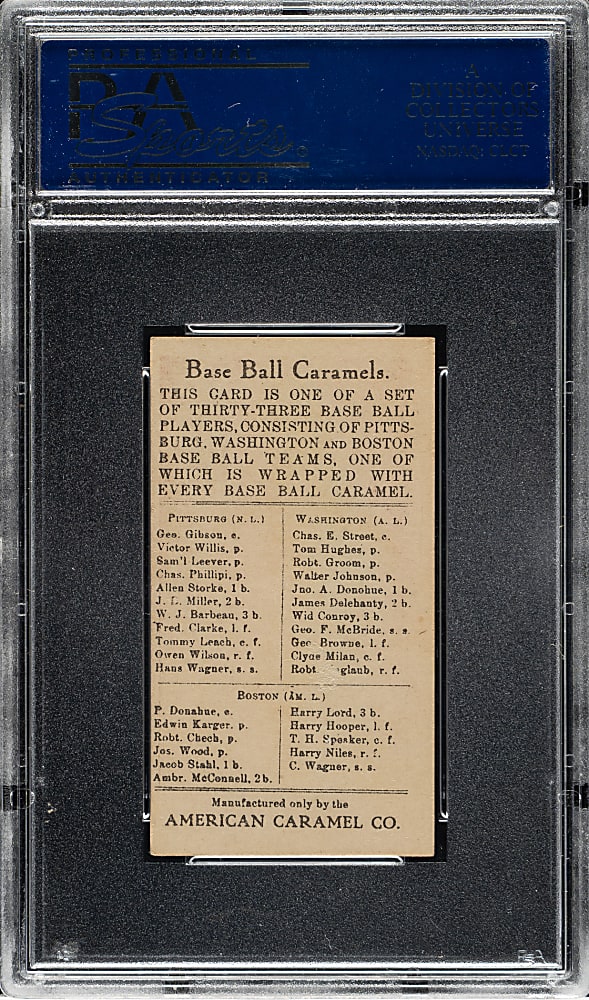 PROFESSIONAL
PSA
Sports
AUTHENTICATOR
A
DIVISION OF
COLLECTORS
UNIVERSE
NASDAQ: CLCT
Base Ball Caramels.
THIS CARD IS ONE OF A SET
OF THIRTY-THREE BASE BALL
PLAYERS, CONSISTING OF PITTS-
BURG, WASHINGTON AND BOSTON
BASE BALL TEAMS, ONE OF
WHICH IS WRAPPED WITH
EVERY BASE BALL CARAMEL.
PITTSBURG (N. L.)
Geo. Gibson, c.
Victor Willis, p.
Sam'l Leever, p.
Chas. Phillipi, p.
Allen Storke, 1 b.
J. L. Miller, 2 b.
W. J. Barbeau, 3 b.
Fred. Clarke, l. f.
Tommy Leach, c. f.
Owen Wilson, r. f.
Hans Wagner, s. s.
WASHINGTON (A. L.)
Chas. E. Street, c.
Tom Hughes, p.
Robt. Groom, p.
Walter Johnson, p.
Jno. A. Donohue, 1 b.
James Delehanty, 2 b.
Wid Conroy, 3 b.
Geo. F. McBride, s. s.
Geo Browne, l. f.
Clyde Milan, c. f.
Robt. glaub, r. f.
BOSTON (AM. L.)
P. Donahue, c.
Edwin Karger. p.
Robt. Chech, p.
Jos. Wood, p.
Jacob Stahl, 1 b.
Ambr. McConnell, 2 b.
Harry Lord, 3 b.
Harry Hooper, l. f.
T. H. Speaker, c. f.
Harry Niles, r. f.
C. Wagner, s. s.
Manufactured only by the
AMERICAN CARAMEL CO.
PSA